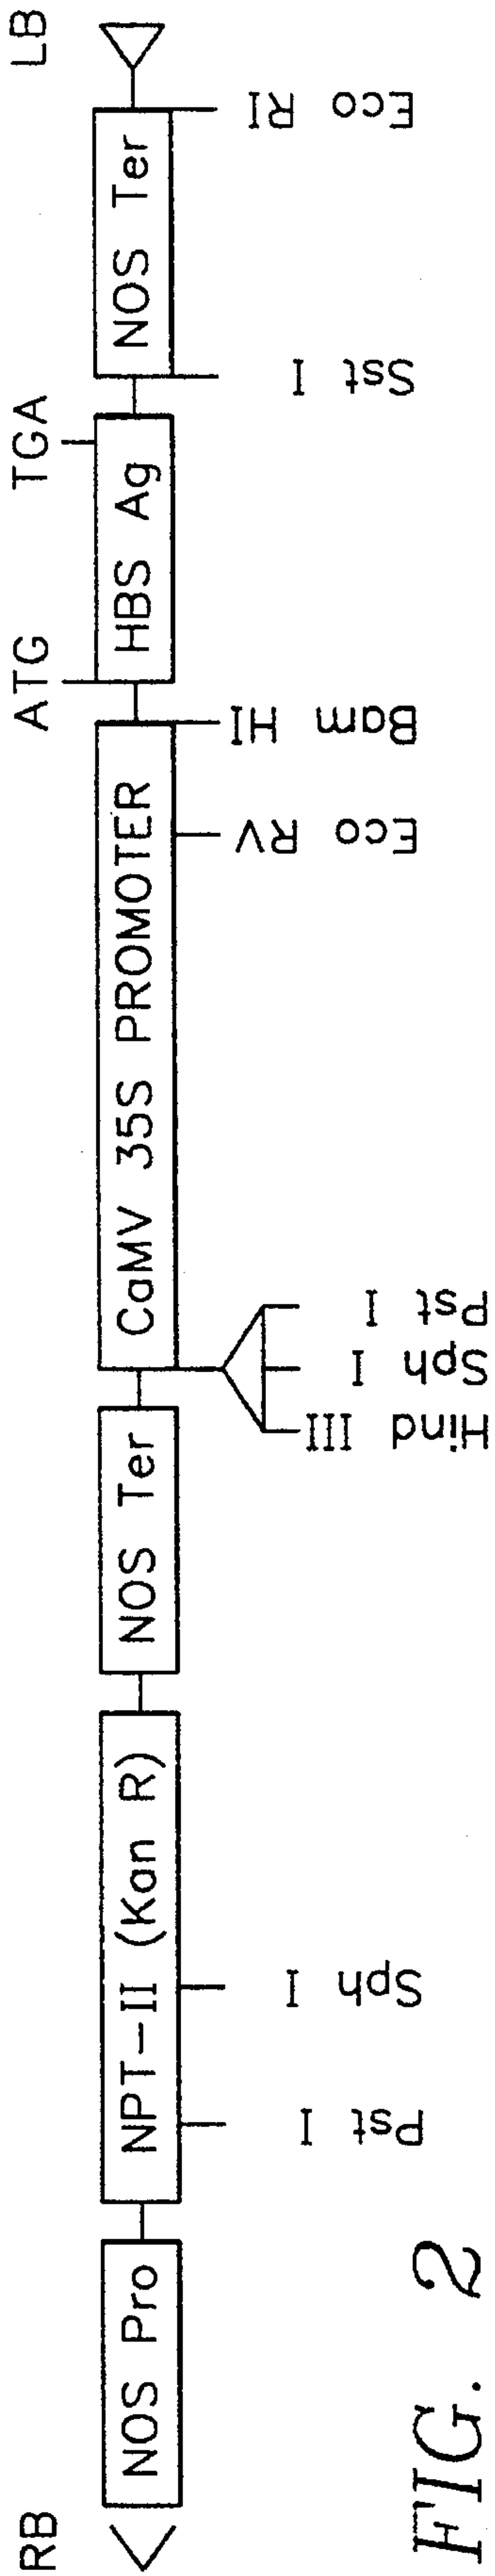 RB
LB
ATG
TGA
NOS Pro
NPT-II (Kan R)
NOS Ter
CaMV 35S PROMOTER
HBS Ag
NOS Ter
Pst I
Sph I
Hind III
Sph I
Pst I
Eco RV
Bam HI
Sst I
Eco RI
FIG. 2